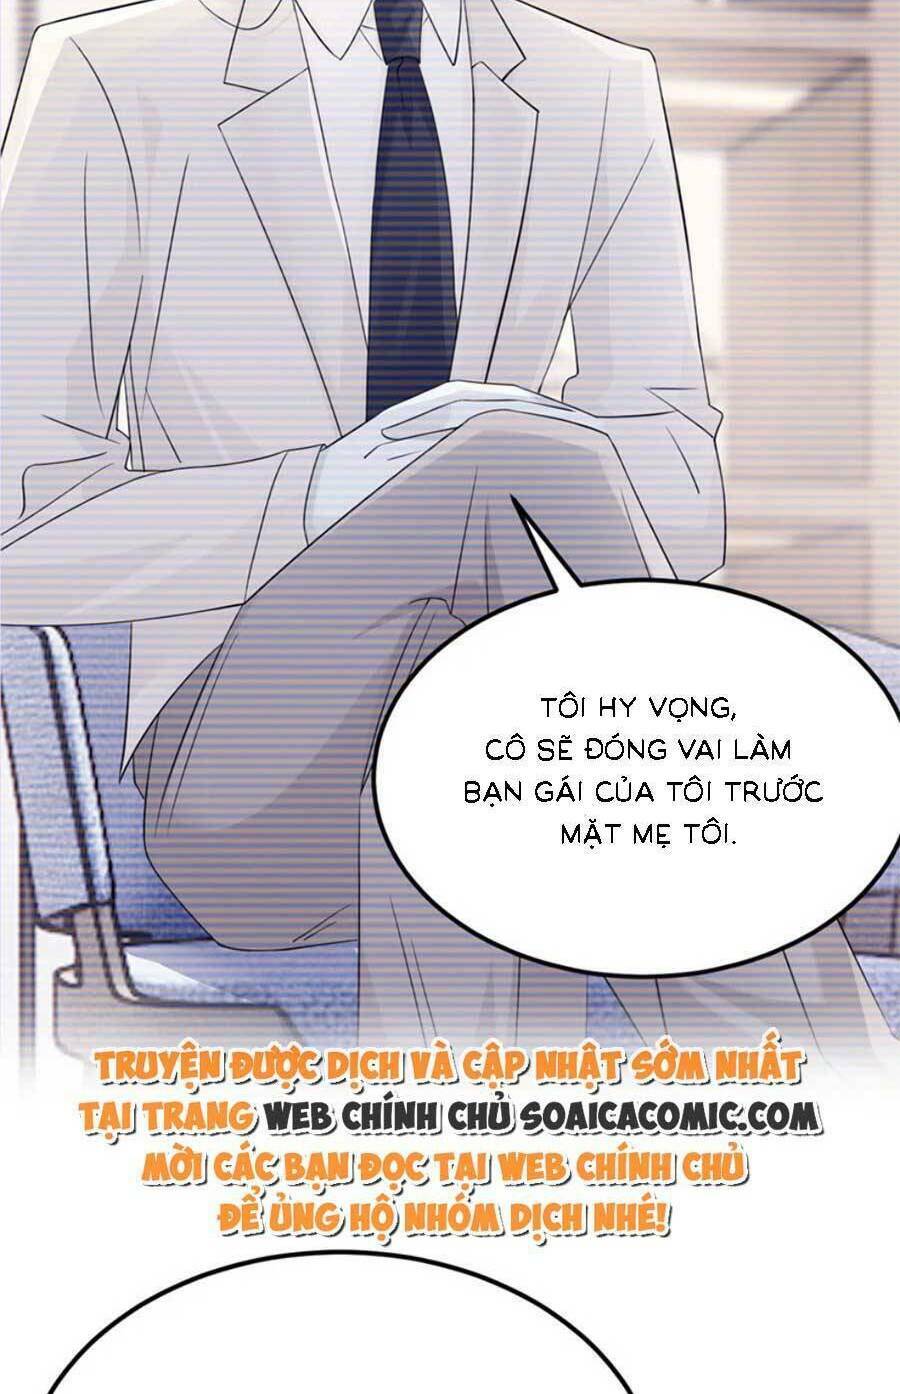 TÔI HY VỌNG,
CÔ SẼ ĐÓNG VAI LÀM
BẠN GÁI CỦA TÔI TRƯỚC
MẶT MẸ TÔI.
TRUYỆN ĐƯỢC DỊCH VÀ CẬP NHẬT SỚM NHẤT
TẠI TRANG WEB CHÍNH CHỦ SOAICACOMIC.COM
MỜI CÁC BẠN ĐỌC TẠI WEB CHÍNH CHỦ
ĐỂ ỦNG HỘ NHÓM DỊCH NHÉ!